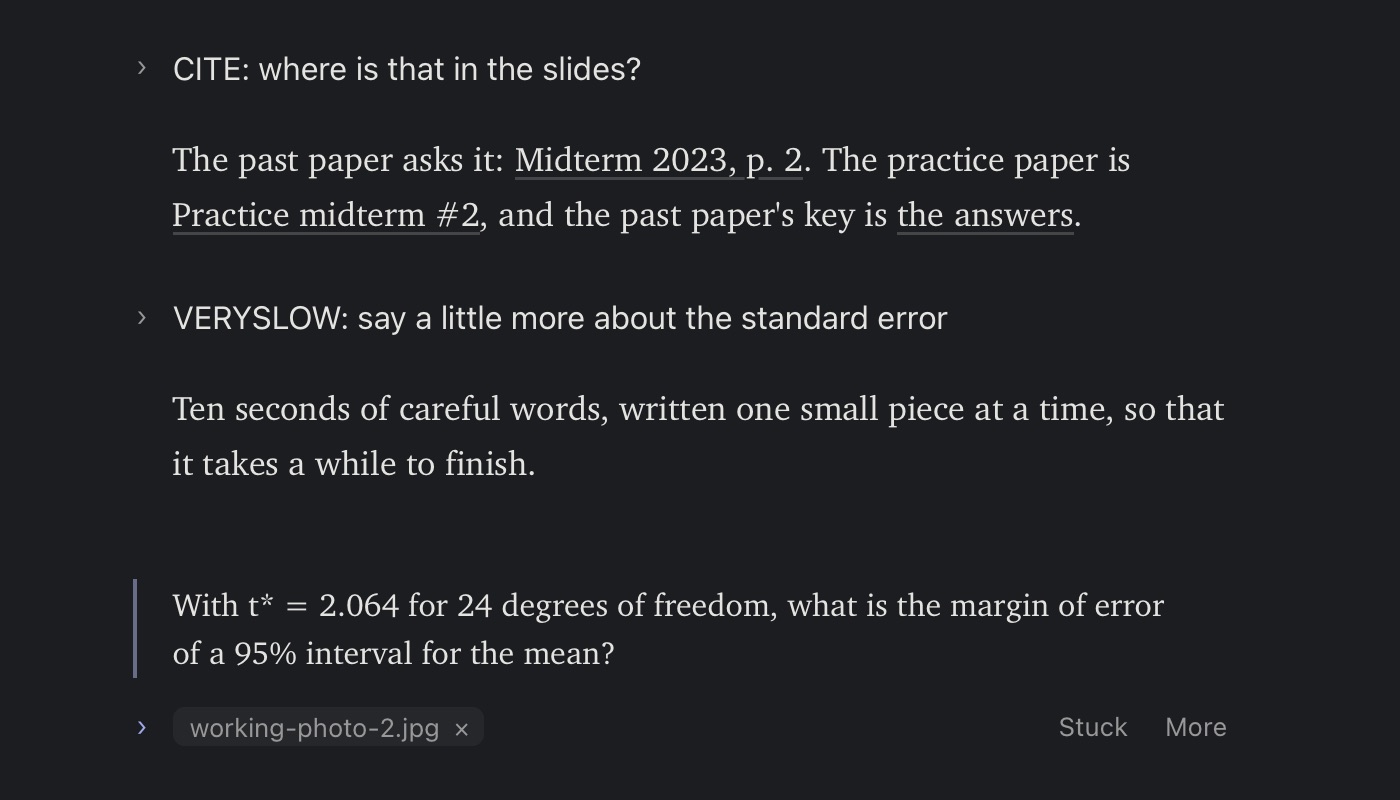 › CITE: where is that in the slides?
The past paper asks it: Midterm 2023, p. 2. The practice paper is
Practice midterm #2, and the past paper's key is the answers.
› VERYSLOW: say a little more about the standard error
Ten seconds of careful words, written one small piece at a time, so that
it takes a while to finish.
With t* = 2.064 for 24 degrees of freedom, what is the margin of error
of a 95% interval for the mean?
› working-photo-2.jpg × Stuck More